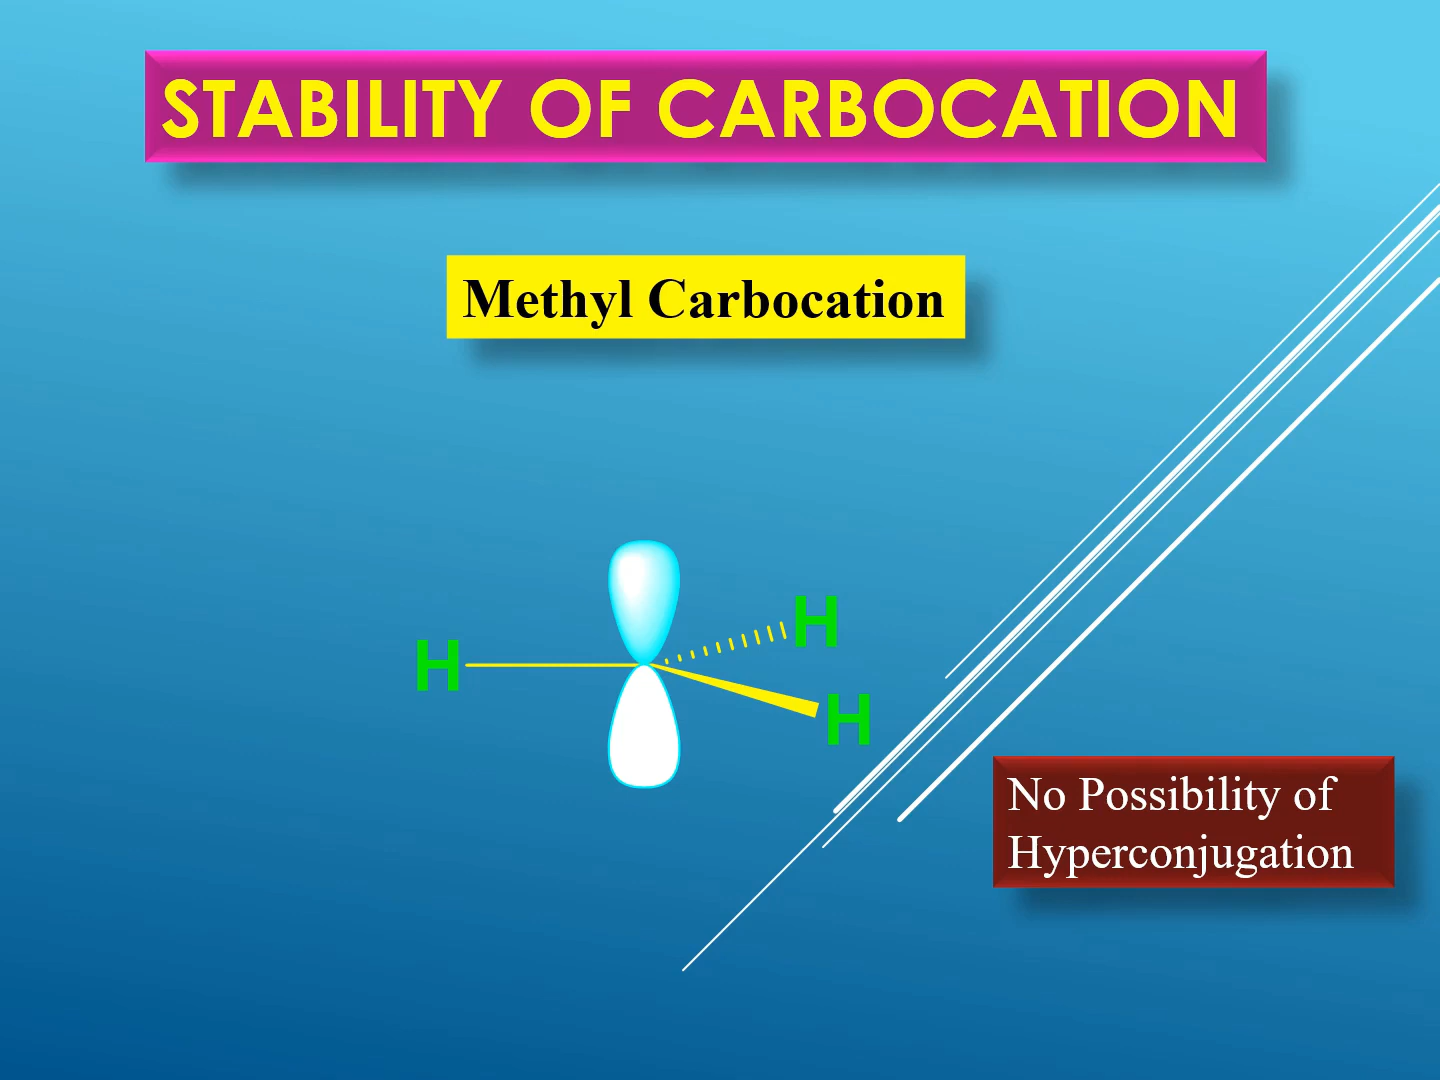 STABILITY OF CARBOCATION
Methyl Carbocation
H
H
H
No Possibility of
Hyperconjugation